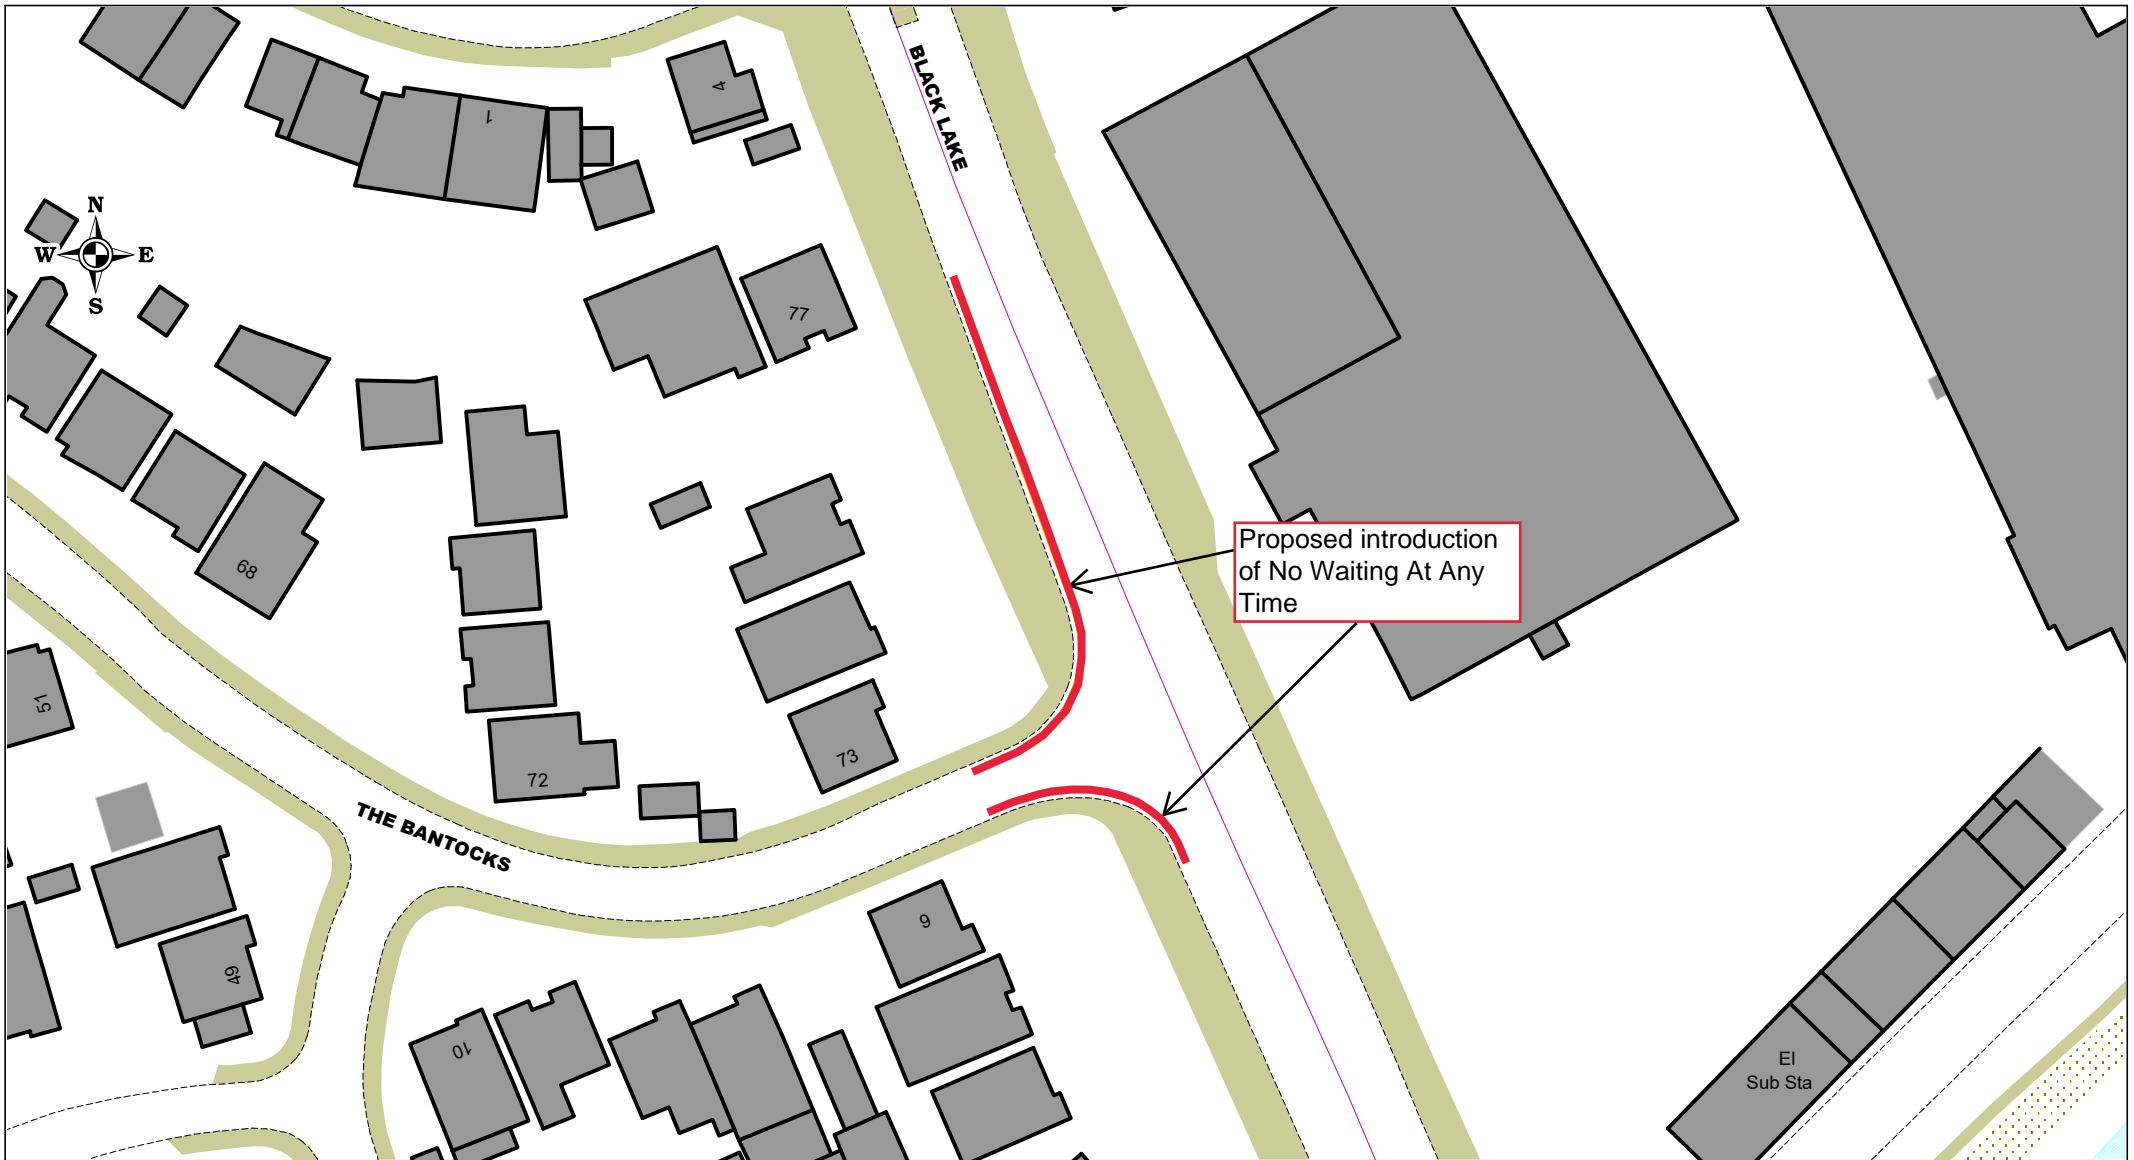 BLACK LAKE
4
1
N
W E
S
77
Proposed introduction
of No Waiting At Any
Time
68
51
73
72
THE BANTOCKS
9
49
10
El
Sub Sta